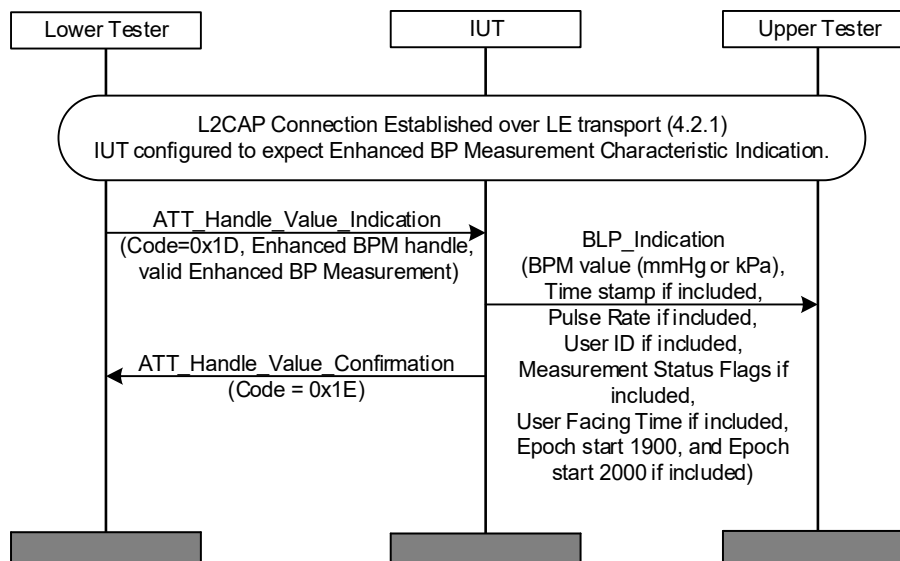 Lower Tester
IUT
Upper Tester
L2CAP Connection Established over LE transport (4.2.1)
IUT configured to expect Enhanced BP Measurement Characteristic Indication.
ATT_Handle_Value_Indication
(Code=0x1D, Enhanced BPM handle,
valid Enhanced BP Measurement)
BLP_Indication
(BPM value (mmHg or kPa),
Time stamp if included,
Pulse Rate if included,
User ID if included,
Measurement Status Flags if
included,
User Facing Time if included,
Epoch start 1900, and Epoch
start 2000 if included)
ATT_Handle_Value_Confirmation
(Code = 0x1E)